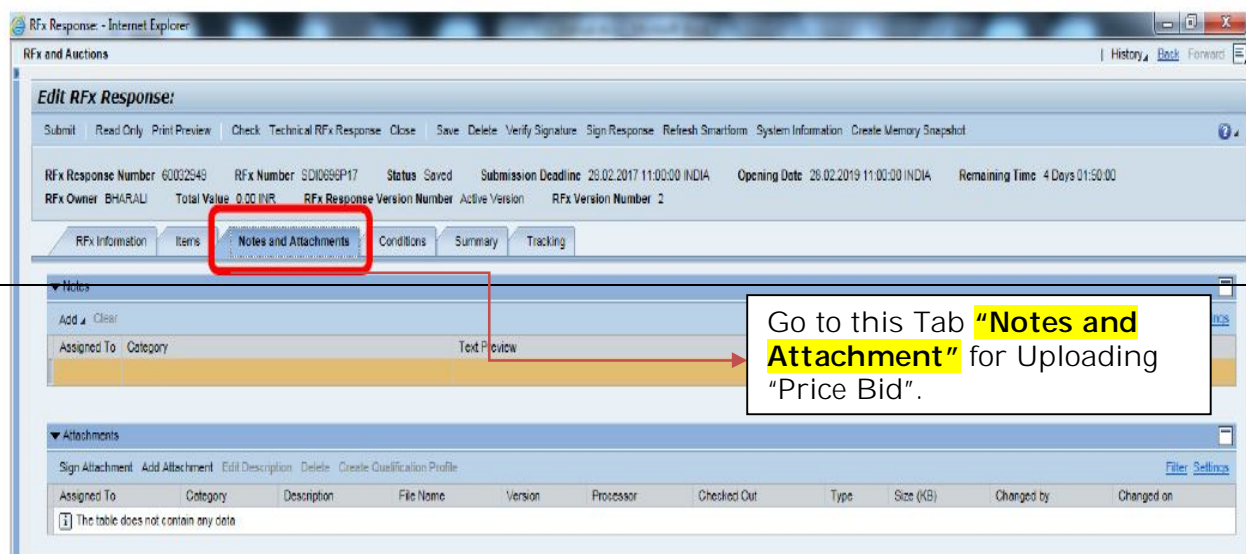 RFx Response: - Internet Explorer
RFx and Auctions
History Back Forward
Edit RFx Response:
Submit Read Only Print Preview Check Technical RFx Response Close Save Delete Verify Signature Sign Response Refresh Smartform System Information Create Memory Snapshot
RFx Response Number 60032949 RFx Number SDI0696P17 Status Saved Submission Deadline 28.02.2017 11:00:00 INDIA Opening Date 28.02.2019 11:00:00 INDIA Remaining Time 4 Days 01:50:00
RFx Owner BHARALI Total Value 0.00 INR RFx Response Version Number Active Version RFx Version Number 2
RFx Information Items Notes and Attachments Conditions Summary Tracking
Notes
Add Clear
Assigned To Category Text Preview
Go to this Tab “Notes and
Attachment” for Uploading
“Price Bid”.
Attachments
Sign Attachment Add Attachment Edit Description Delete Create Qualification Profile Filter Settings
Assigned To Category Description File Name Version Processor Checked Out Type Size (KB) Changed by Changed on
The table does not contain any data